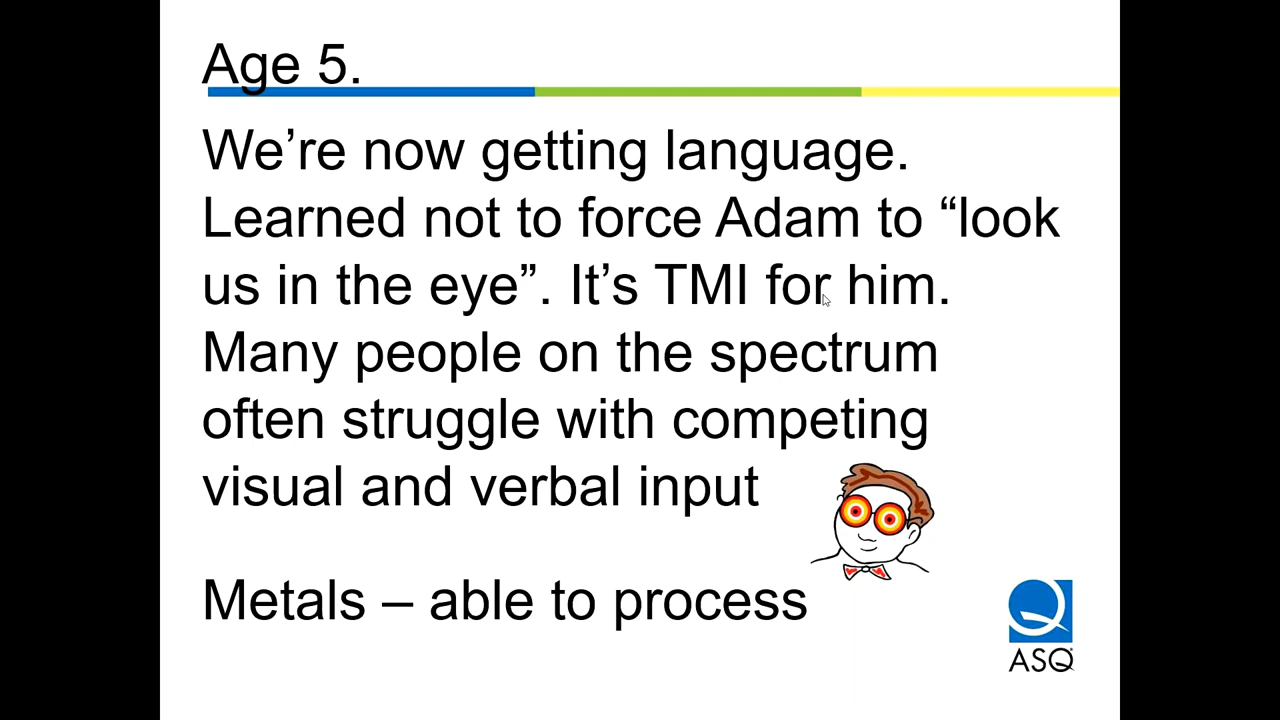 Age 5.
We’re now getting language.
Learned not to force Adam to “look
us in the eye”. It’s TMI for him.
Many people on the spectrum
often struggle with competing
visual and verbal input
Metals – able to process
ASQ